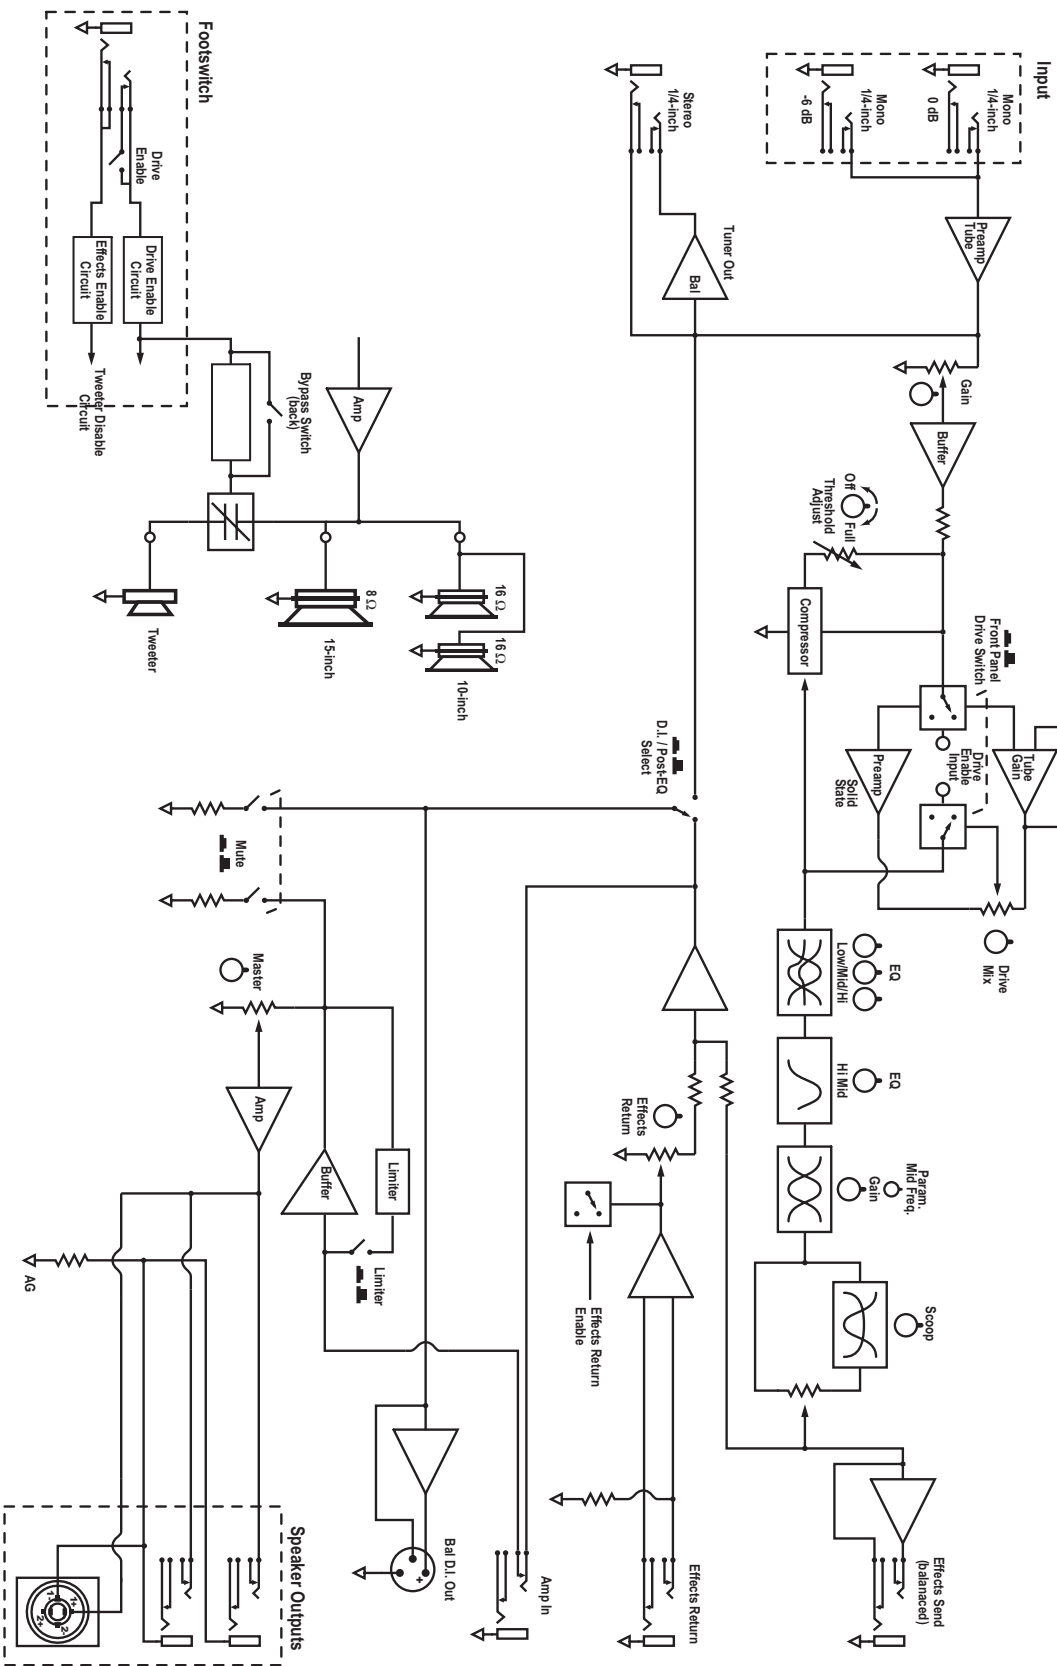 Input
Mono
1/4-inch
0 dB
Mono
1/4-inch
-6 dB
Stereo
1/4-inch
Preamp
Tube
Tuner Out
Bal
Gain
Buffer
Off
Full
Threshold
Adjust
Compressor
Front Panel
Drive Switch
Drive
Enable
Input
Tube
Gain
Preamp
Solid
State
Drive
Mix
EQ
Low/Mid/Hi
EQ
Hi Mid
Param.
Mid Freq.
Gain
Scoop
Effects Send
(balanaced)
Effects Return
Effects
Return
Effects Return
Enable
D.I. / Post-EQ
Select
Amp In
Bal D.I. Out
+
Mute
Master
Amp
Buffer
Limiter
Limiter
AG
Speaker Outputs
1+
1-
2+
2-
Footswitch
Drive
Enable
Drive Enable
Circuit
Effects Enable
Circuit
Tweeter Disable
Circuit
Bypass Switch
(back)
Amp
16 Ω
16 Ω
10-inch
8 Ω
15-inch
Tweeter